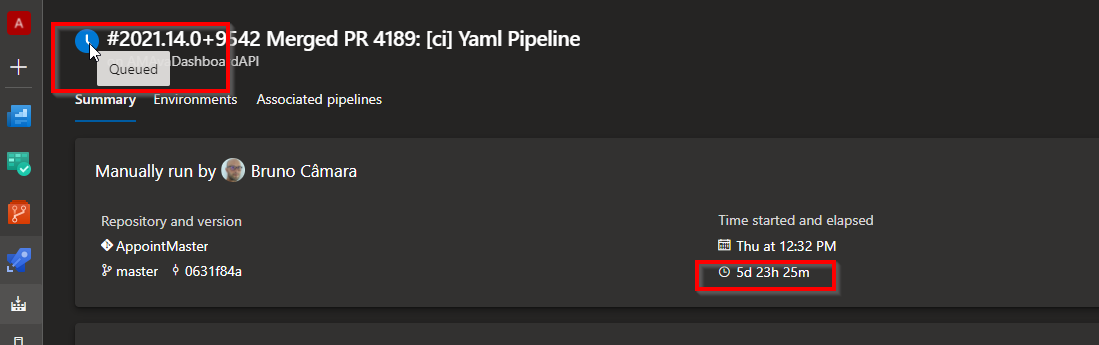 A
#2021.14.0+9542 Merged PR 4189: [ci] Yaml Pipeline
Queued
Summary Environments Associated pipelines
Manually run by Bruno Câmara
Repository and version
AppointMaster
master 0631f84a
Time started and elapsed
Thu at 12:32 PM
5d 23h 25m